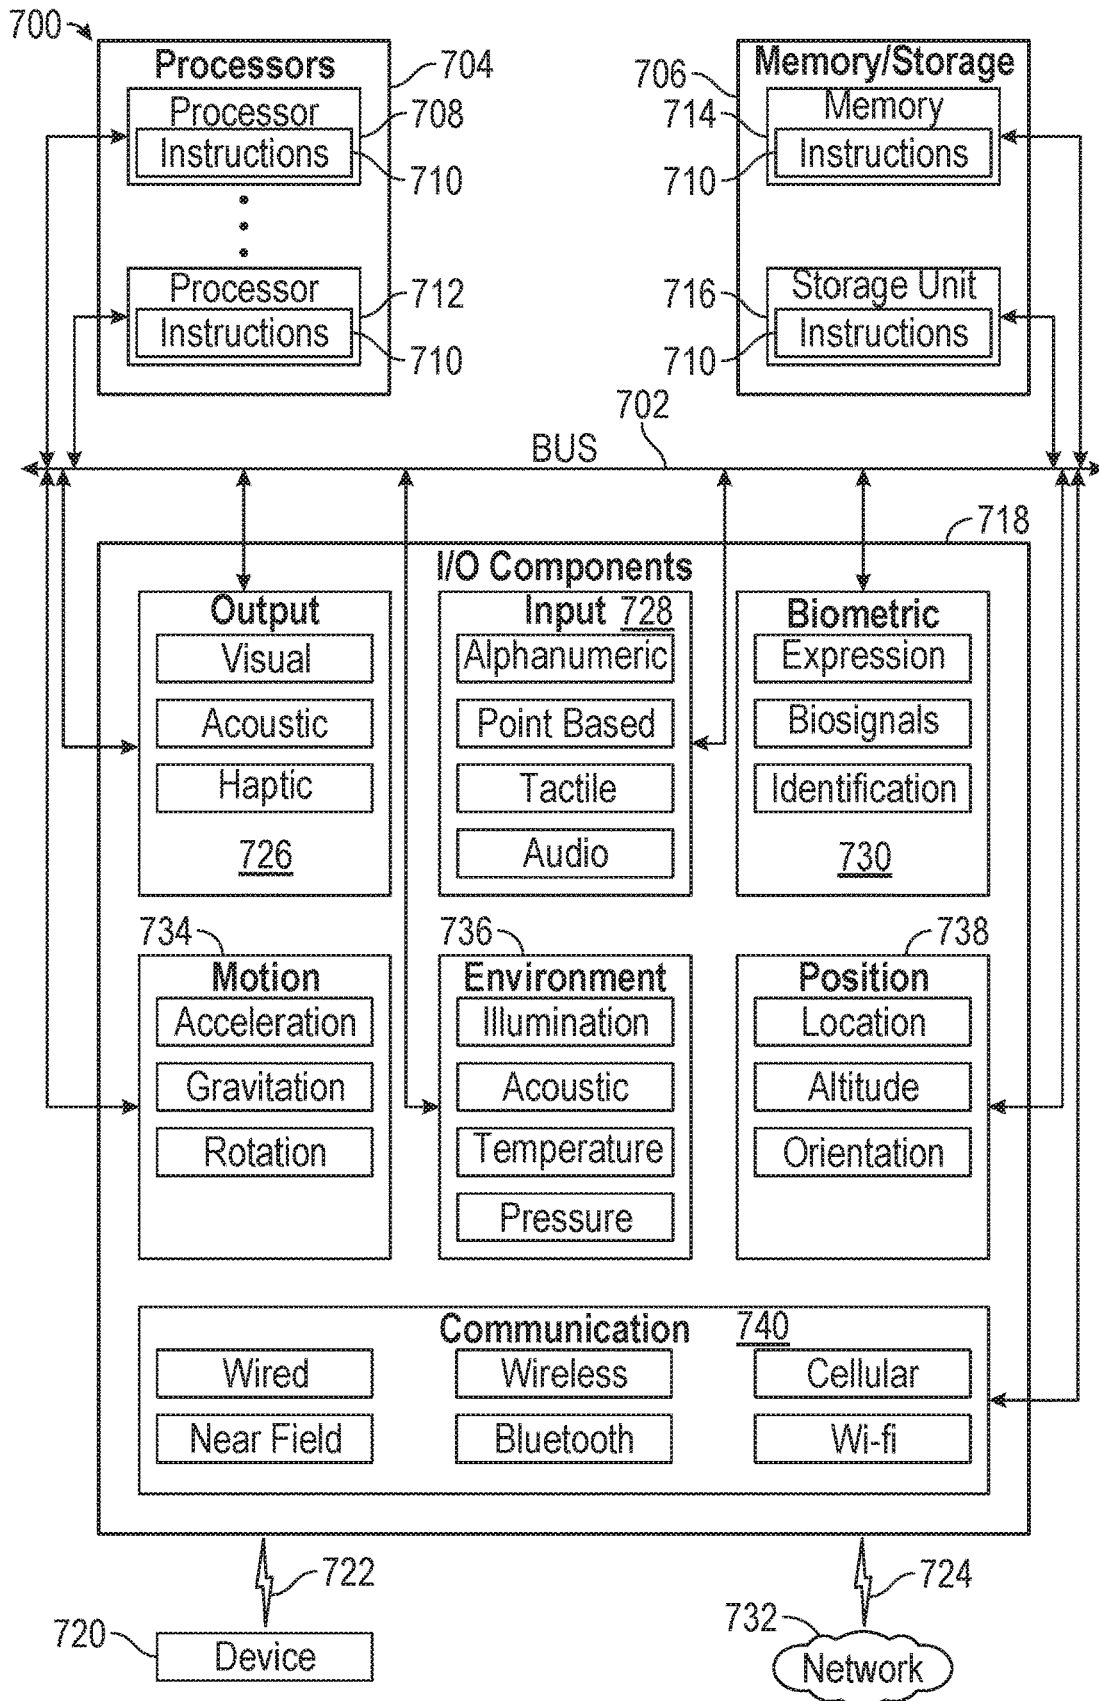 700
Processors
704
Processor
708
Instructions
710
Processor
712
Instructions
710
Memory/Storage
706
Memory
714
Instructions
710
Storage Unit
716
Instructions
710
702
BUS
718
I/O Components
Output
Visual
Acoustic
Haptic
726
Input 728
Alphanumeric
Point Based
Tactile
Audio
Biometric
Expression
Biosignals
Identification
730
734
Motion
Acceleration
Gravitation
Rotation
736
Environment
Illumination
Acoustic
Temperature
Pressure
738
Position
Location
Altitude
Orientation
Communication 740
Wired Wireless Cellular
Near Field Bluetooth Wi-fi
722
720
Device
724
732
Network